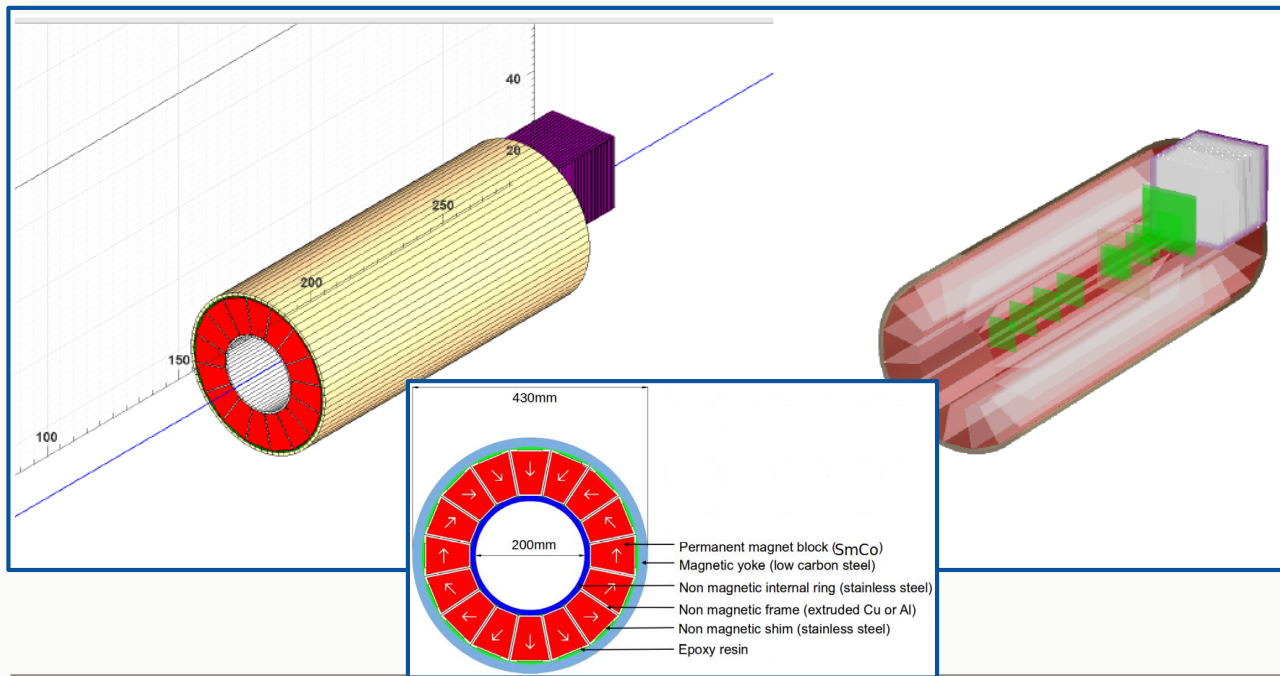 40
20
250
200
150
100
430mm
200mm
Permanent magnet block (SmCo)
Magnetic yoke (low carbon steel)
Non magnetic internal ring (stainless steel)
Non magnetic frame (extruded Cu or Al)
Non magnetic shim (stainless steel)
Epoxy resin